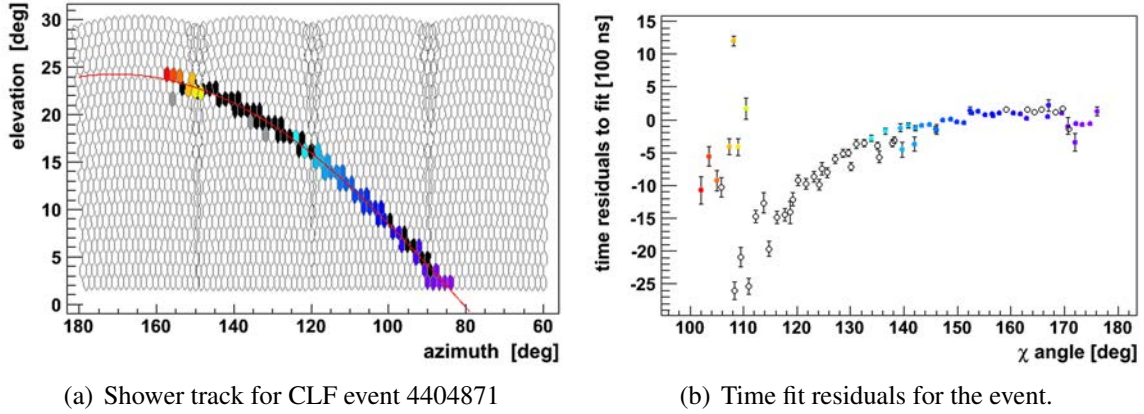 elevation [deg]
30
25
20
15
10
5
0
180 160 140 120 100 80 60
azimuth [deg]
(a) Shower track for CLF event 4404871
time residuals to fit [100 ns]
15
10
5
0
-5
-10
-15
-20
-25
100 110 120 130 140 150 160 170 180
χ angle [deg]
(b) Time fit residuals for the event.